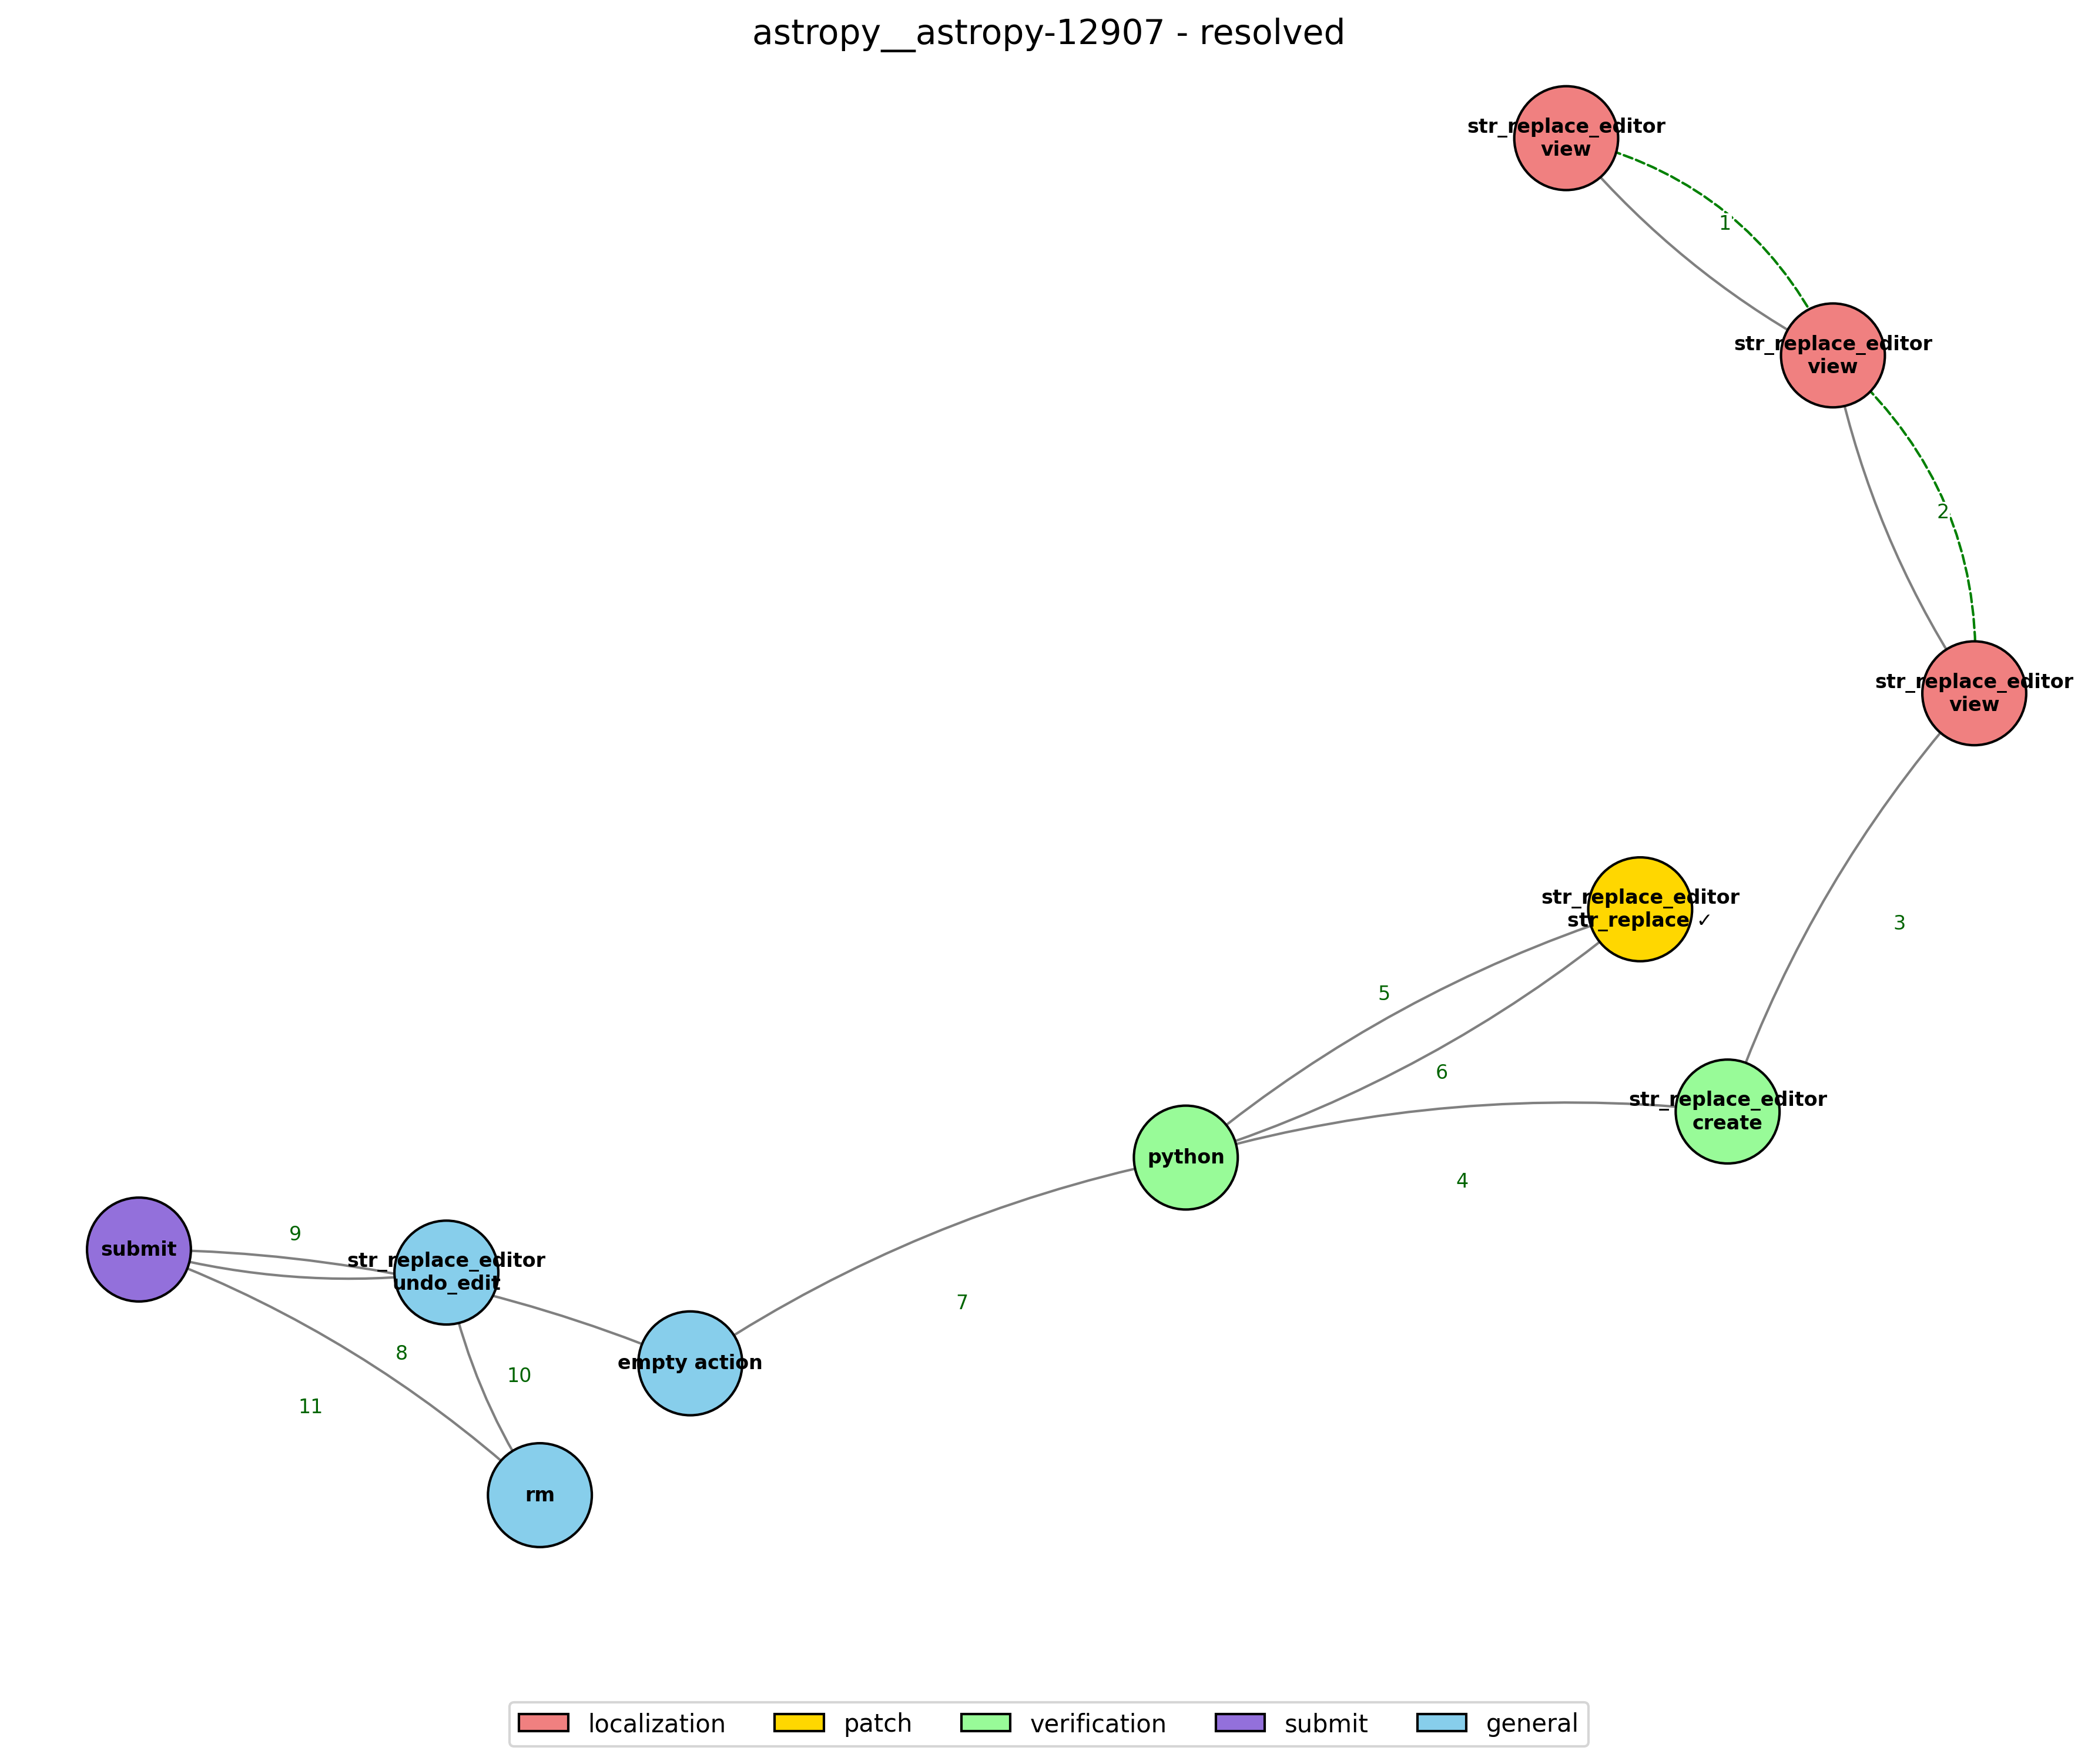 astropy__astropy-12907 - resolved
str_replace_editor
view
1
str_replace_editor
view
2
str_replace_editor
view
3
str_replace_editor
str_replace ✓
5
6
str_replace_editor
create
python
4
submit
9
str_replace_editor
undo_edit
7
8
10
empty action
11
rm
localization
patch
verification
submit
general